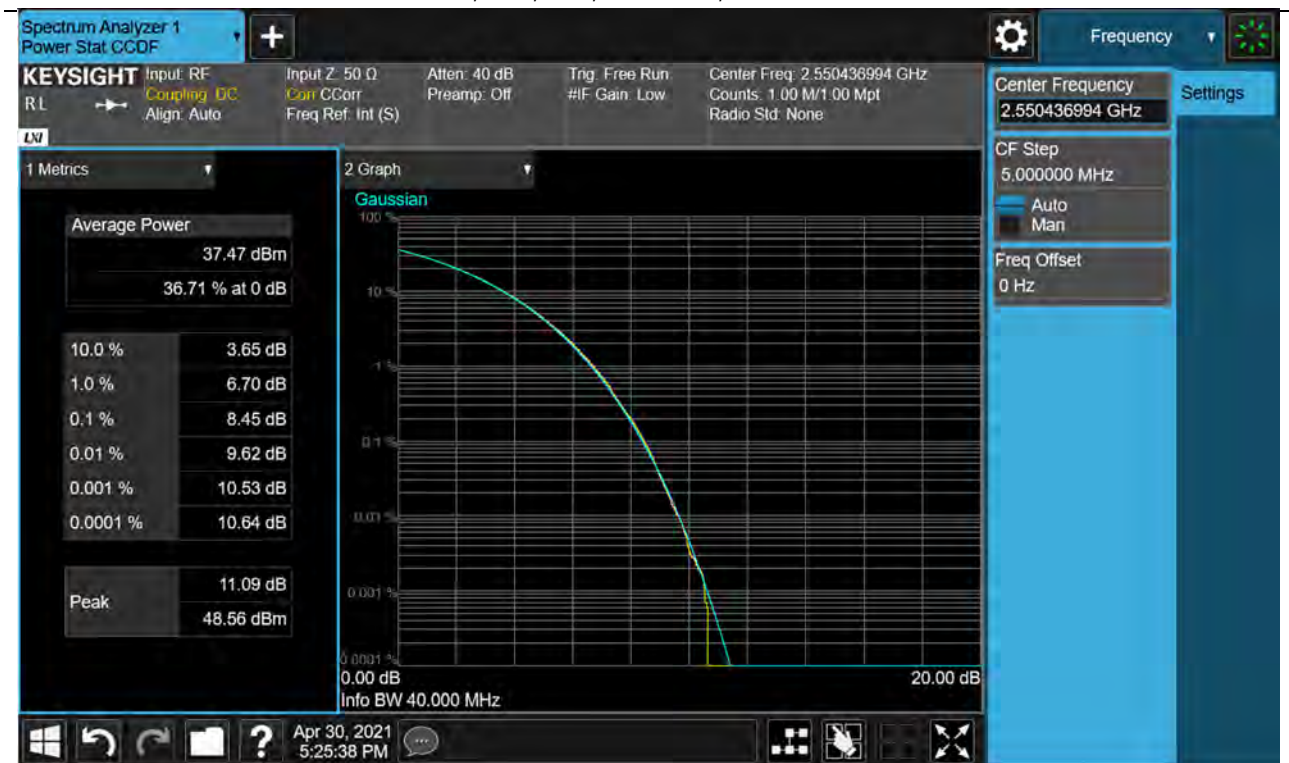 Spectrum Analyzer 1
Power Stat CCDF
Frequency
KEYSIGHT
Input: RF
Coupling: DC
Align: Auto
Input Z: 50 Ω
Corr CCorr
Freq Ref: Int (S)
Atten: 40 dB
Preamp: Off
Trig: Free Run
#IF Gain: Low
Center Freq: 2.550436994 GHz
Counts: 1.00 M/1.00 Mpt
Radio Std: None
R L
LXI
Center Frequency
2.550436994 GHz
Settings
CF Step
5.000000 MHz
Auto
Man
Freq Offset
0 Hz
1 Metrics
Average Power
37.47 dBm
36.71 % at 0 dB
10.0 % 3.65 dB
1.0 % 6.70 dB
0.1 % 8.45 dB
0.01 % 9.62 dB
0.001 % 10.53 dB
0.0001 % 10.64 dB
Peak
11.09 dB
48.56 dBm
2 Graph
Gaussian
100 %
10 %
1 %
0.1 %
0.01 %
0.001 %
0.0001 %
0.00 dB 20.00 dB
Info BW 40.000 MHz
?
Apr 30, 2021
5:25:38 PM